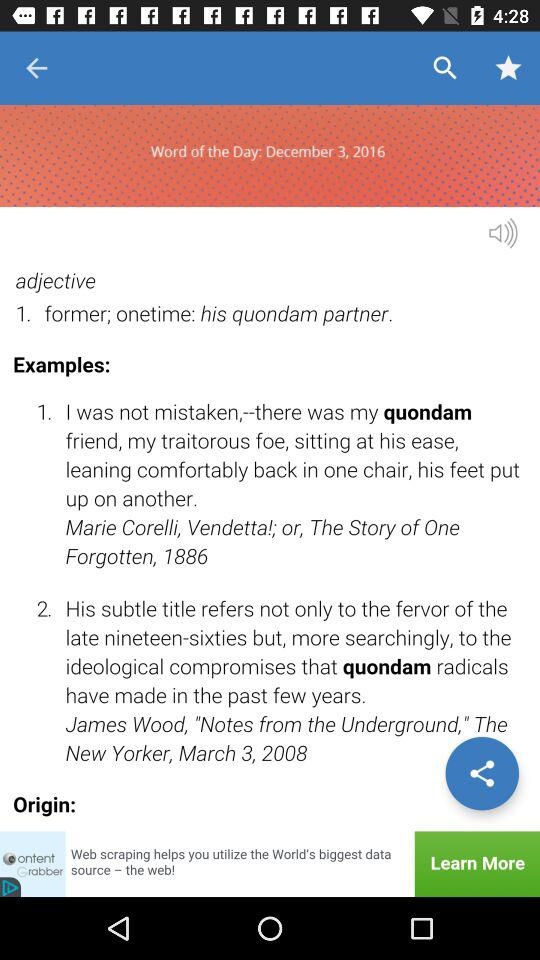 4:28
Word of the Day: December 3, 2016
adjective
1. former; onetime: his quondam partner.
Examples:
1. I was not mistaken,--there was my quondam
friend, my traitorous foe, sitting at his ease,
leaning comfortably back in one chair, his feet put
up on another.
Marie Corelli, Vendetta!; or, The Story of One
Forgotten, 1886
2. His subtle title refers not only to the fervor of the
late nineteen-sixties but, more searchingly, to the
ideological compromises that quondam radicals
have made in the past few years.
James Wood, "Notes from the Underground," The
New Yorker, March 3, 2008
Origin:
Content
Grabber
Web scraping helps you utilize the World's biggest data
source – the web!
Learn More